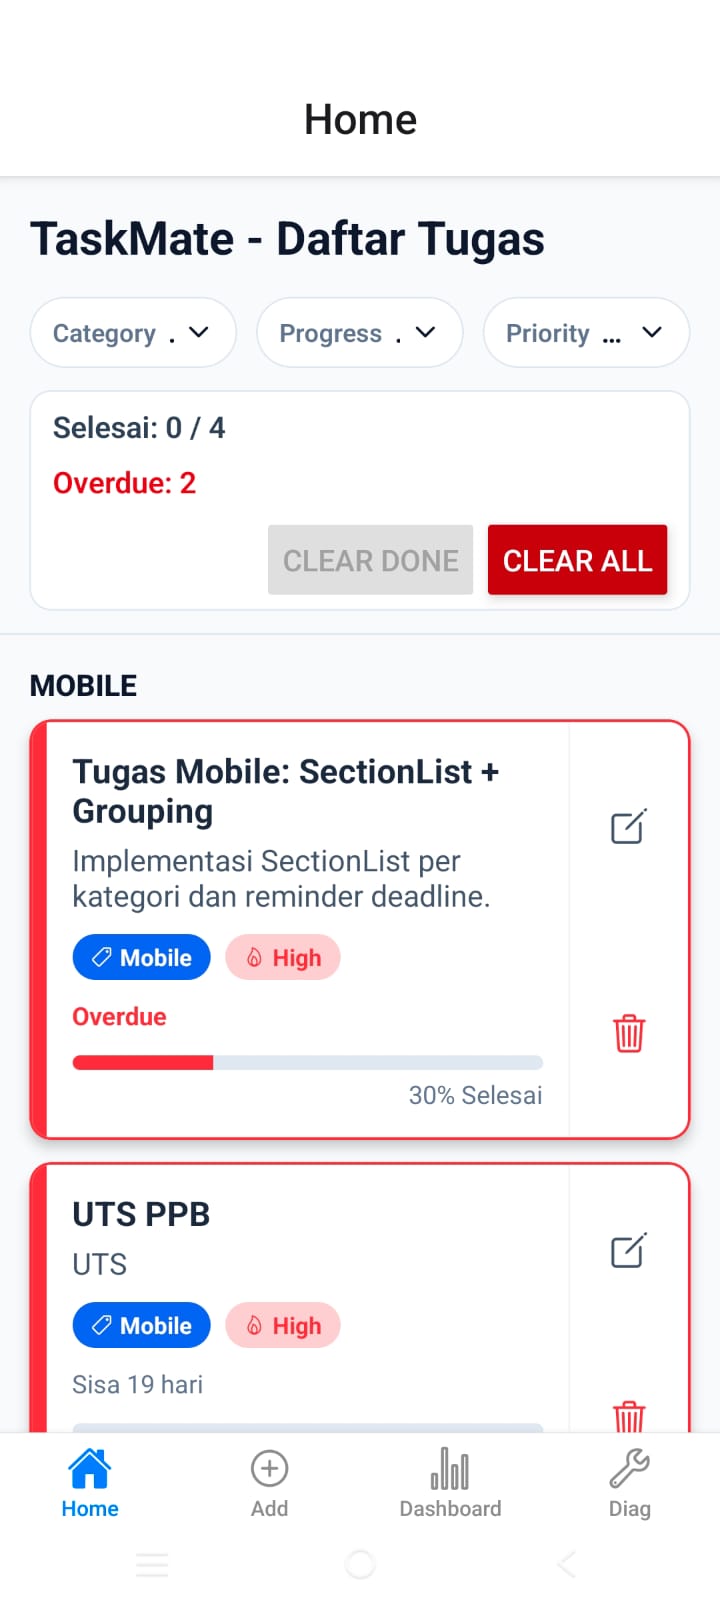 Home
TaskMate - Daftar Tugas
Category . Progress . Priority ...
Selesai: 0 / 4
Overdue: 2
CLEAR DONE CLEAR ALL
MOBILE
Tugas Mobile: SectionList +
Grouping
Implementasi SectionList per
kategori dan reminder deadline.
Mobile High
Overdue
30% Selesai
UTS PPB
UTS
Mobile High
Sisa 19 hari
Home Add Dashboard Diag